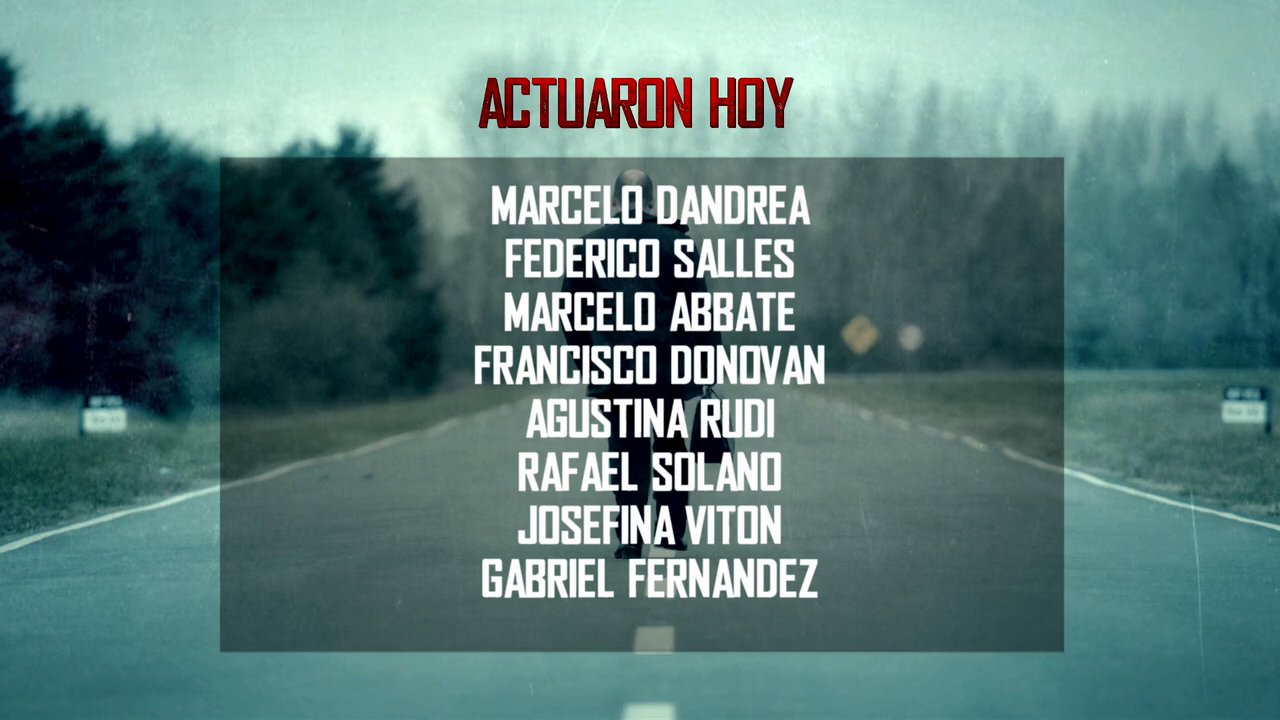 ACTUARON HOY
MARCELO DANDREA
FEDERICO SALLES
MARCELO ABBATE
FRANCISCO DONOVAN
AGUSTINA RUDI
RAFAEL SOLANO
JOSEFINA VITON
GABRIEL FERNANDEZ